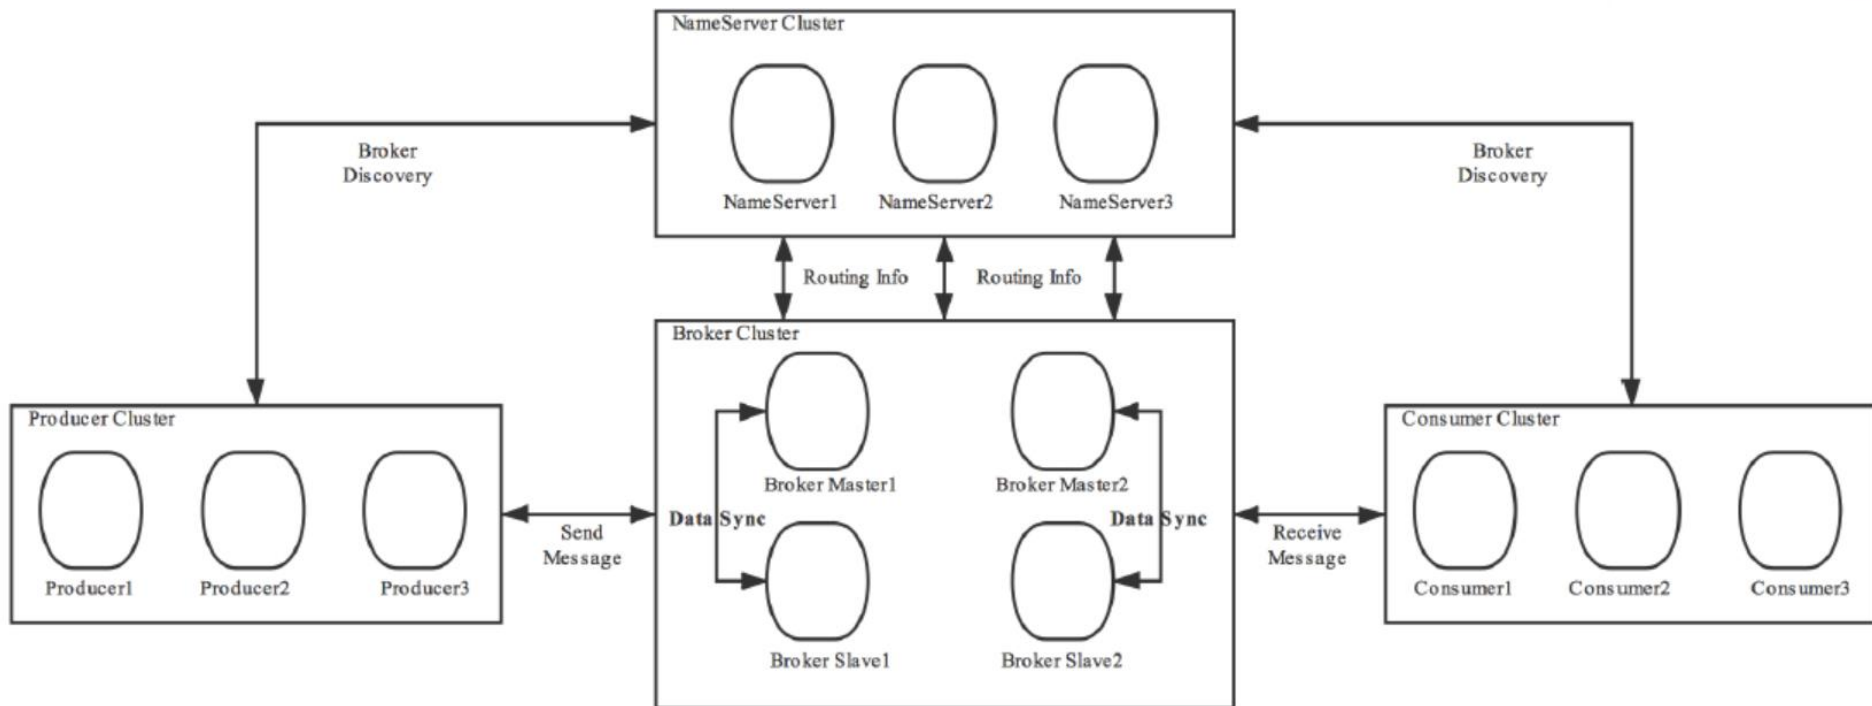 NameServer Cluster
NameServer1
NameServer2
NameServer3
Broker
Discovery
Broker
Discovery
Routing Info
Routing Info
Broker Cluster
Broker Master1
Broker Master2
Data Sync
Data Sync
Broker Slave1
Broker Slave2
Producer Cluster
Producer1
Producer2
Producer3
Send
Message
Receive
Message
Consumer Cluster
Consumer1
Consumer2
Consumer3